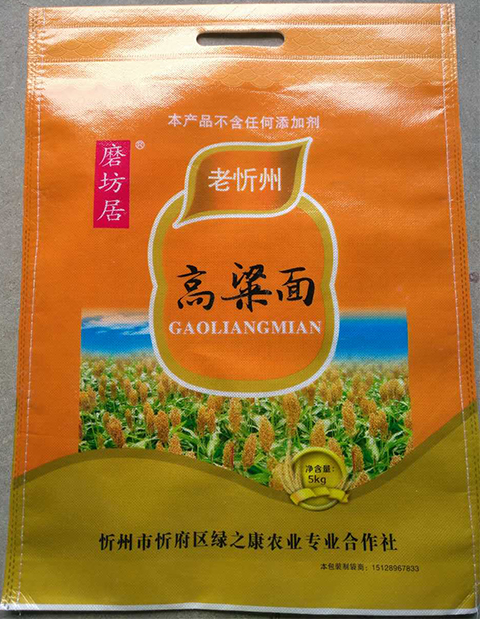 本产品不含任何添加剂
磨坊居®
老忻州
高粱面
GAOLIANGMIAN
净含量:
5kg
忻州市忻府区绿之康农业专业合作社
本包装制袋商: 15128967833